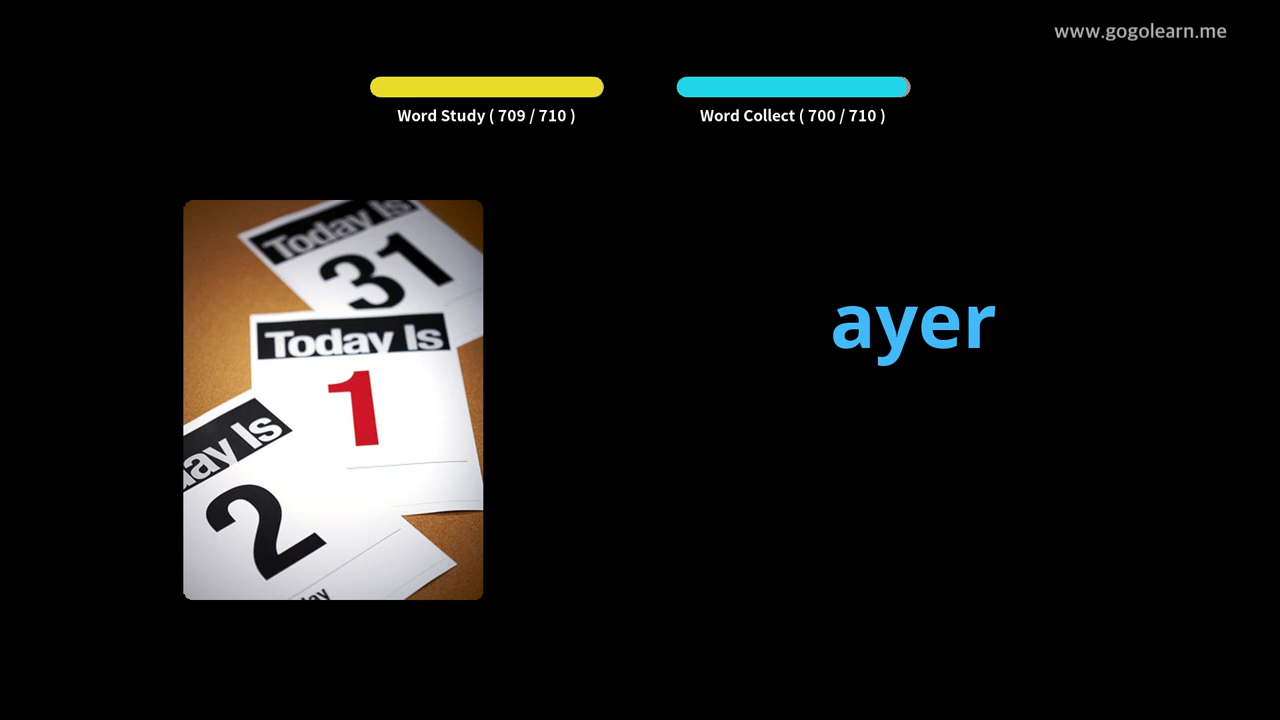 www.gogolearn.me
Word Study ( 709 / 710 )
Word Collect ( 700 / 710 )
Today Is
31
Today Is
1
ay Is
2
ayer